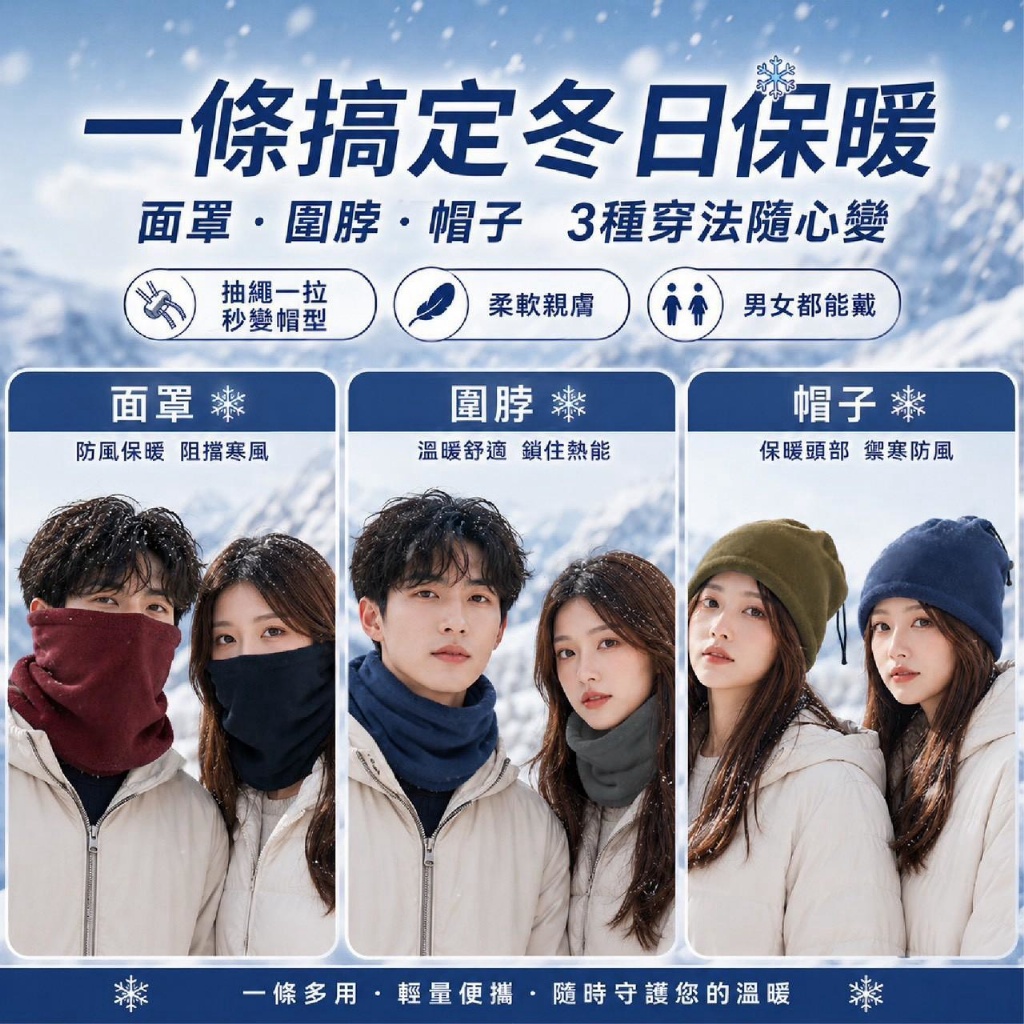 一條搞定冬日保暖
面罩·圍脖·帽子 3種穿法隨心變
抽繩一拉
秒變帽型
柔軟親膚
男女都能戴
面罩
防風保暖 阻擋寒風
圍脖
溫暖舒適 鎖住熱能
帽子
保暖頭部 禦寒防風
一條多用·輕量便攜·隨時守護您的溫暖